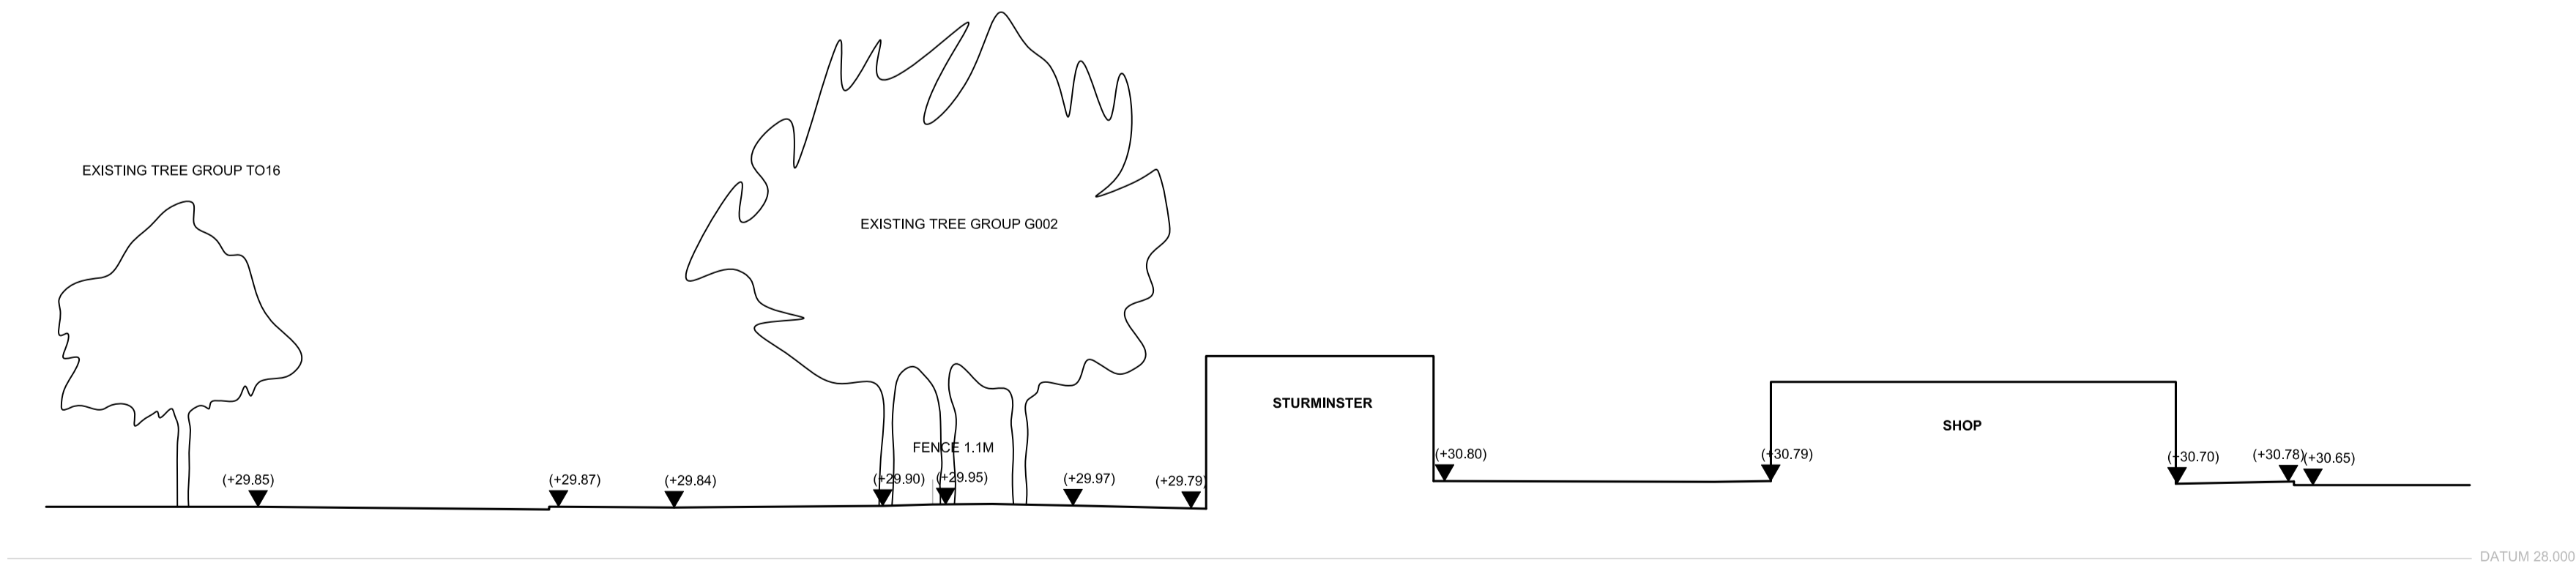 EXISTING TREE GROUP TO16
EXISTING TREE GROUP G002
STURMINSTER
SHOP
FENCE 1.1M
(+29.85)
(+29.87)
(+29.84)
(+29.90)
(+29.95)
(+29.97)
(+29.79)
(+30.80)
(+30.79)
(+30.70)
(+30.78)
(+30.65)
DATUM 28.000